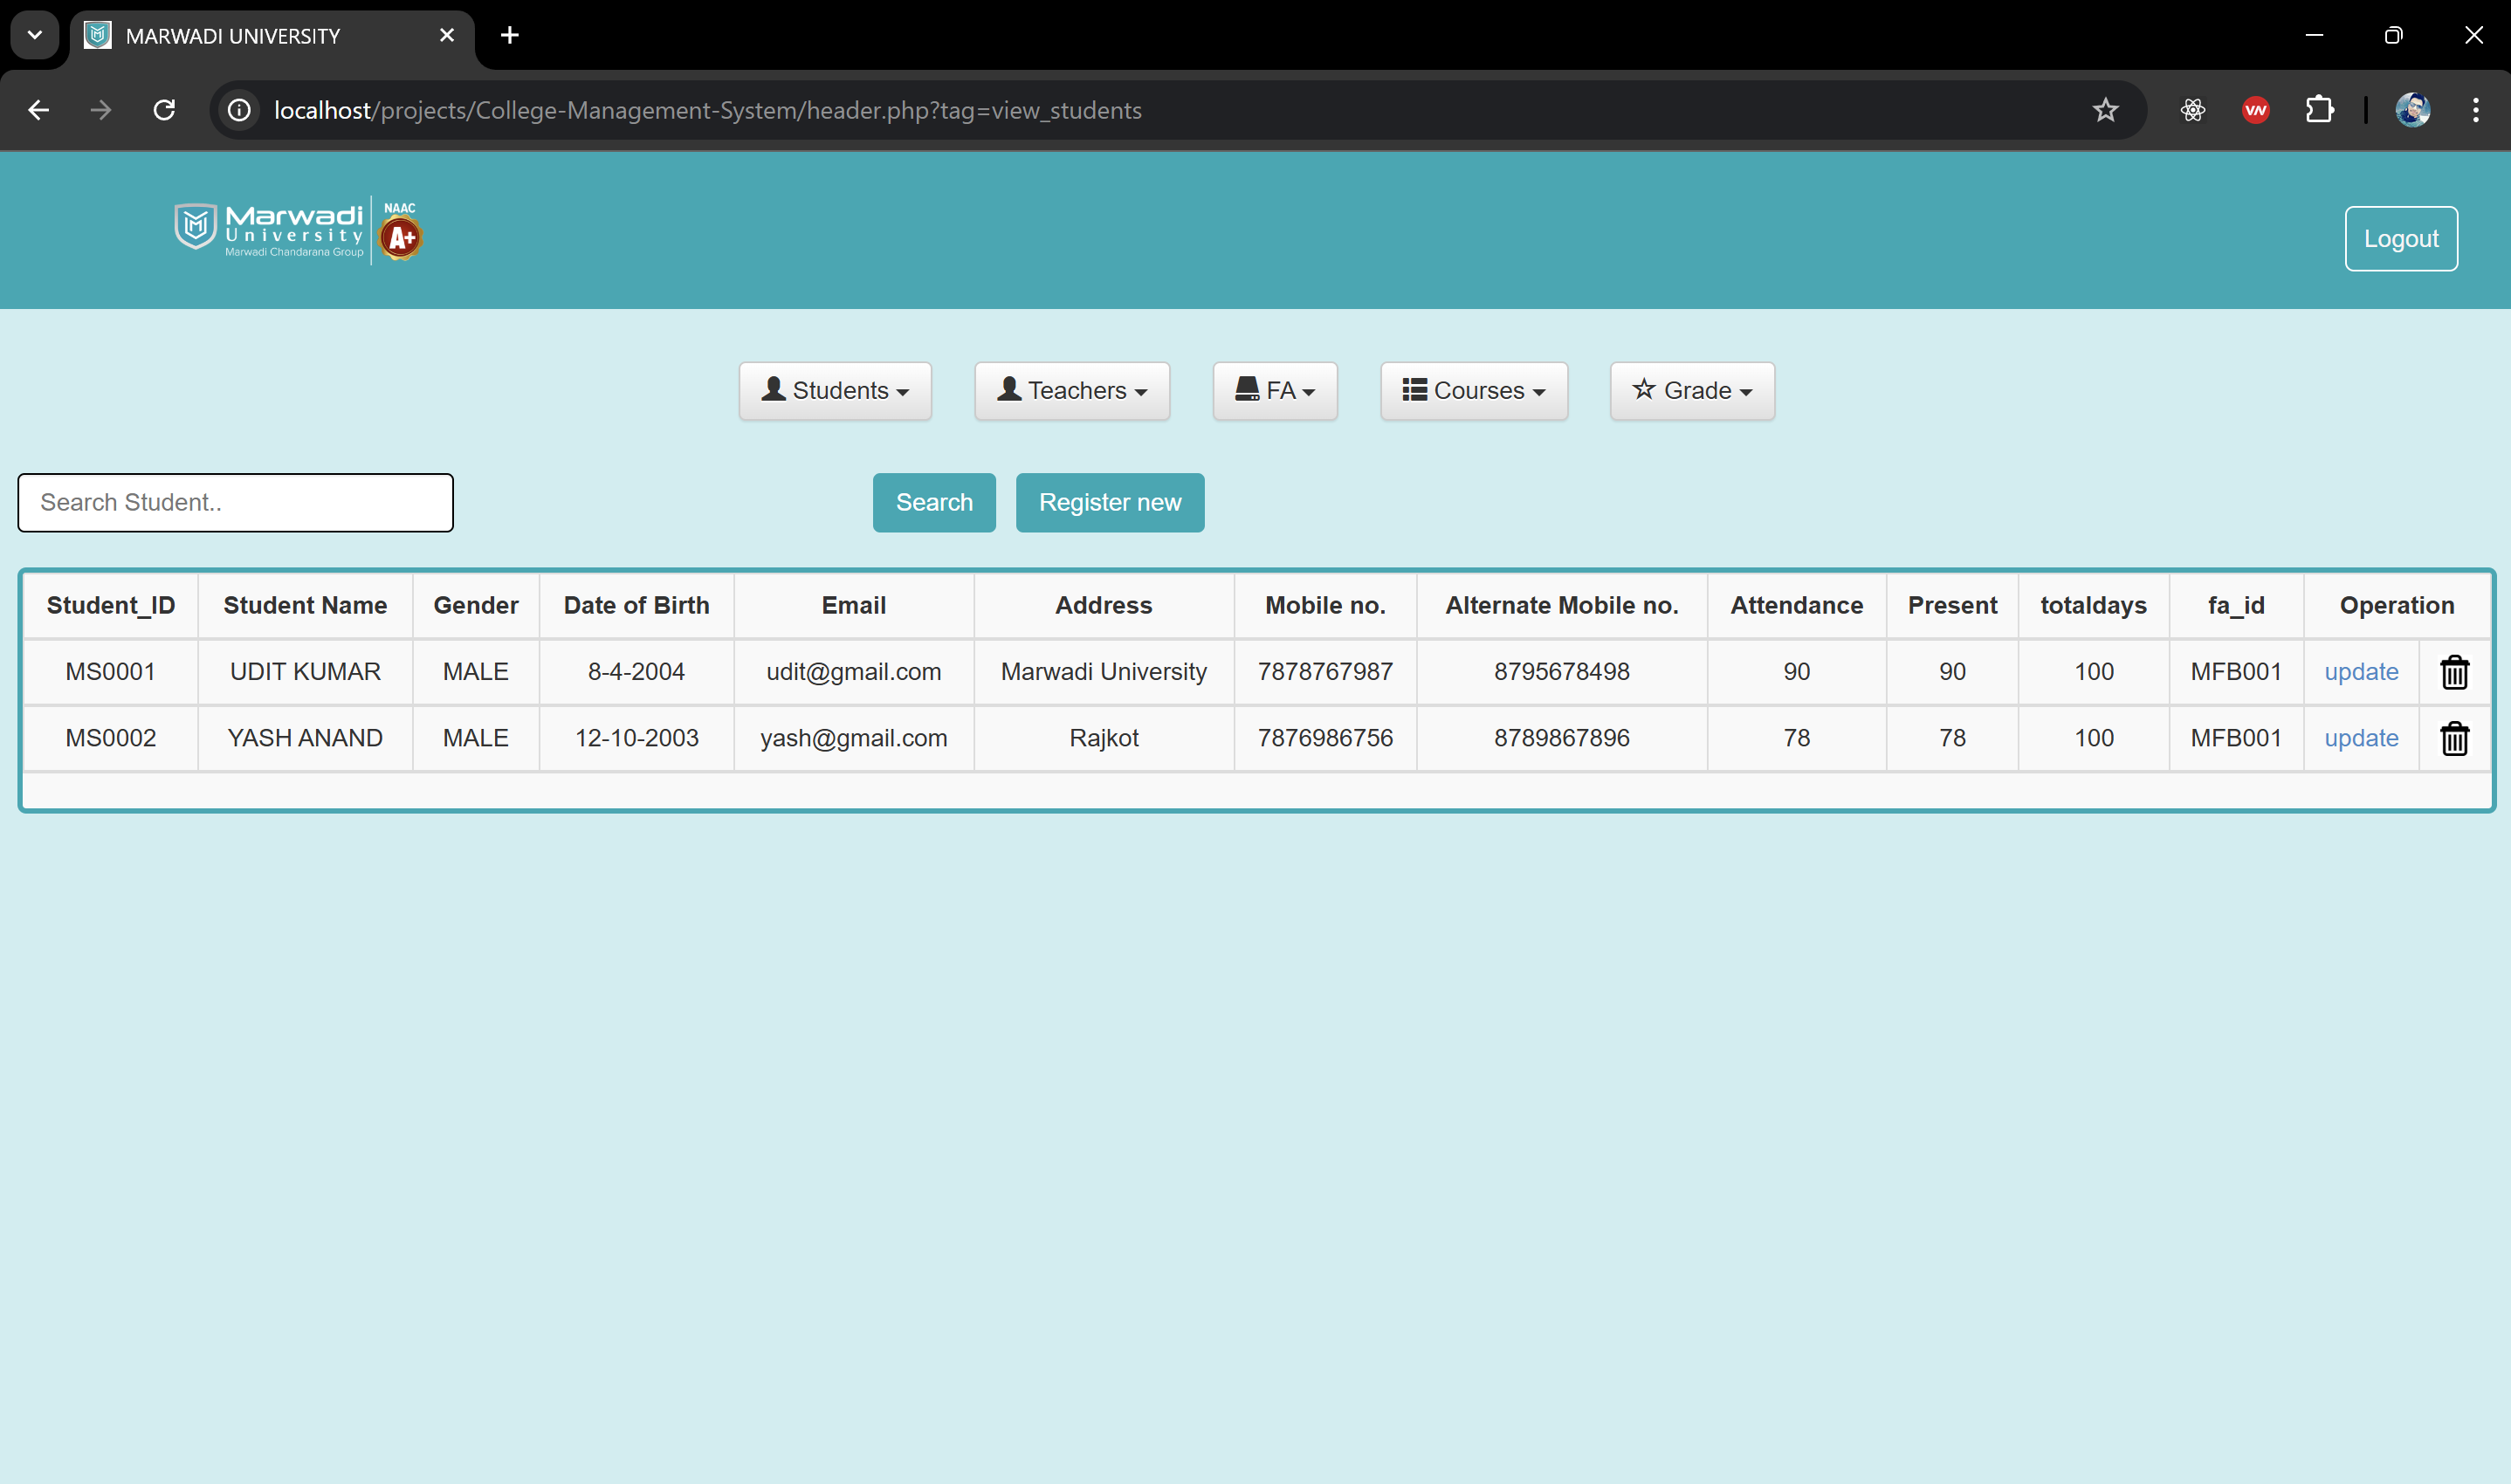 MARWADI UNIVERSITY
localhost/projects/College-Management-System/header.php?tag=view_students
Marwadi
University
Marwadi Chandarana Group
NAAC
A+
Logout
Students
Teachers
FA
Courses
Grade
Search Student..
Search
Register new
Student_ID Student Name Gender Date of Birth Email Address Mobile no. Alternate Mobile no. Attendance Present totaldays fa_id Operation
MS0001 UDIT KUMAR MALE 8-4-2004 udit@gmail.com Marwadi University 7878767987 8795678498 90 90 100 MFB001 update
MS0002 YASH ANAND MALE 12-10-2003 yash@gmail.com Rajkot 7876986756 8789867896 78 78 100 MFB001 update